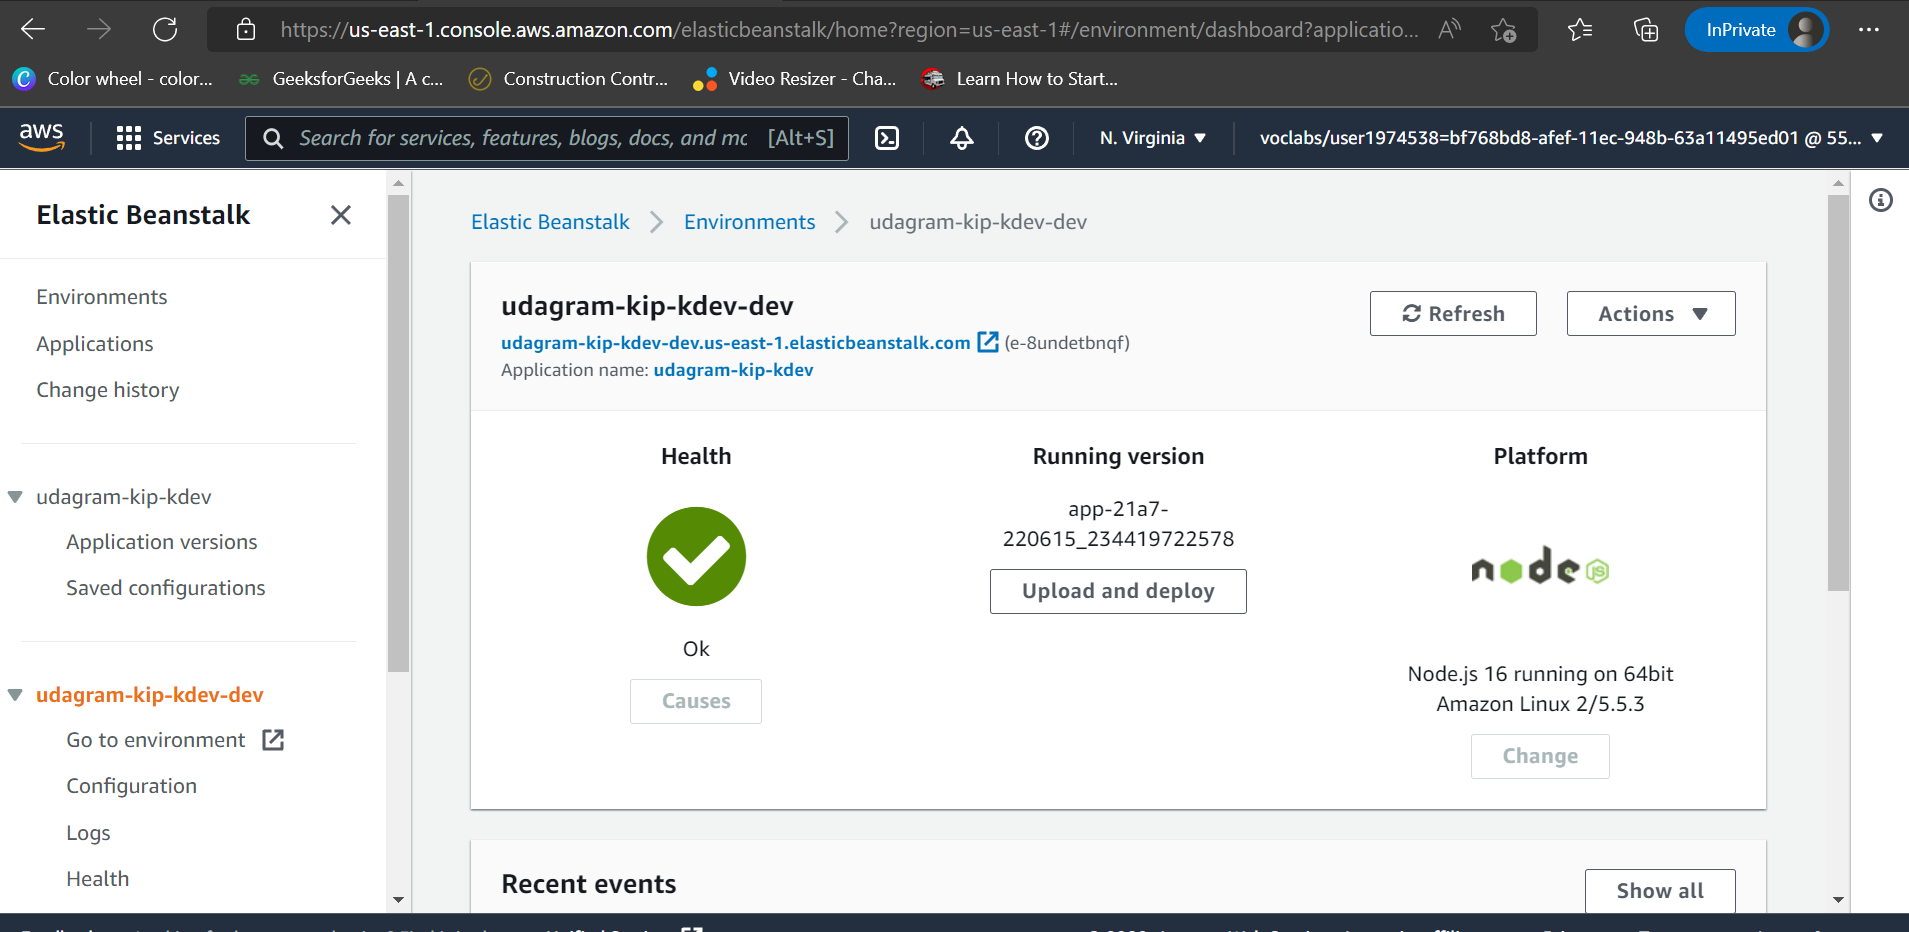 https://us-east-1.console.aws.amazon.com/elasticbeanstalk/home?region=us-east-1#/environment/dashboard?applicatio...
InPrivate
Color wheel - color...
GeeksforGeeks | A c...
Construction Contr...
Video Resizer - Cha...
Learn How to Start...
aws
Services
Search for services, features, blogs, docs, and mc
[Alt+S]
N. Virginia
voclabs/user1974538=bf768bd8-afef-11ec-948b-63a11495ed01 @ 55...
Elastic Beanstalk
Environments
Applications
Change history
udagram-kip-kdev
Application versions
Saved configurations
udagram-kip-kdev-dev
Go to environment
Configuration
Logs
Health
Elastic Beanstalk
Environments
udagram-kip-kdev-dev
udagram-kip-kdev-dev
udagram-kip-kdev-dev.us-east-1.elasticbeanstalk.com (e-8undetbnqf)
Application name: udagram-kip-kdev
Refresh
Actions
Health
Ok
Causes
Running version
app-21a7-
220615_234419722578
Upload and deploy
Platform
node JS
Node.js 16 running on 64bit
Amazon Linux 2/5.5.3
Change
Recent events
Show all